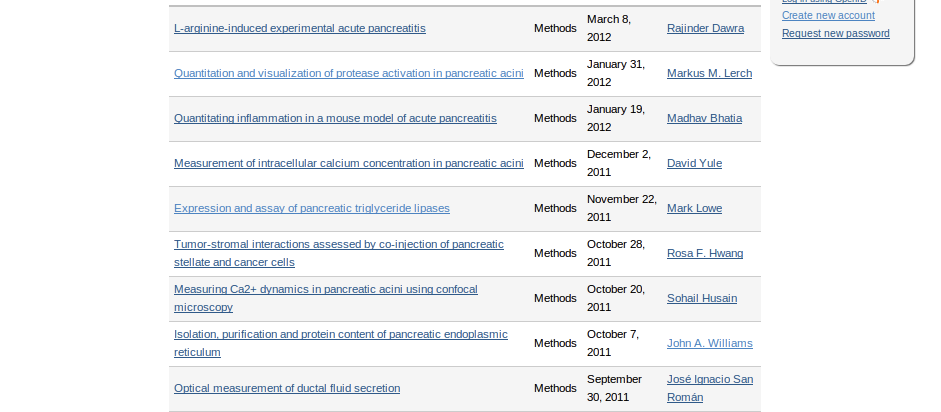 Log in using OpenID
Create new account
Request new password
L-arginine-induced experimental acute pancreatitis Methods March 8, 2012 Rajinder Dawra
Quantitation and visualization of protease activation in pancreatic acini Methods January 31, 2012 Markus M. Lerch
Quantitating inflammation in a mouse model of acute pancreatitis Methods January 19, 2012 Madhav Bhatia
Measurement of intracellular calcium concentration in pancreatic acini Methods December 2, 2011 David Yule
Expression and assay of pancreatic triglyceride lipases Methods November 22, 2011 Mark Lowe
Tumor-stromal interactions assessed by co-injection of pancreatic
stellate and cancer cells Methods October 28, 2011 Rosa F. Hwang
Measuring Ca2+ dynamics in pancreatic acini using confocal
microscopy Methods October 20, 2011 Sohail Husain
Isolation, purification and protein content of pancreatic endoplasmic
reticulum Methods October 7, 2011 John A. Williams
Optical measurement of ductal fluid secretion Methods September 30, 2011 José Ignacio San Román